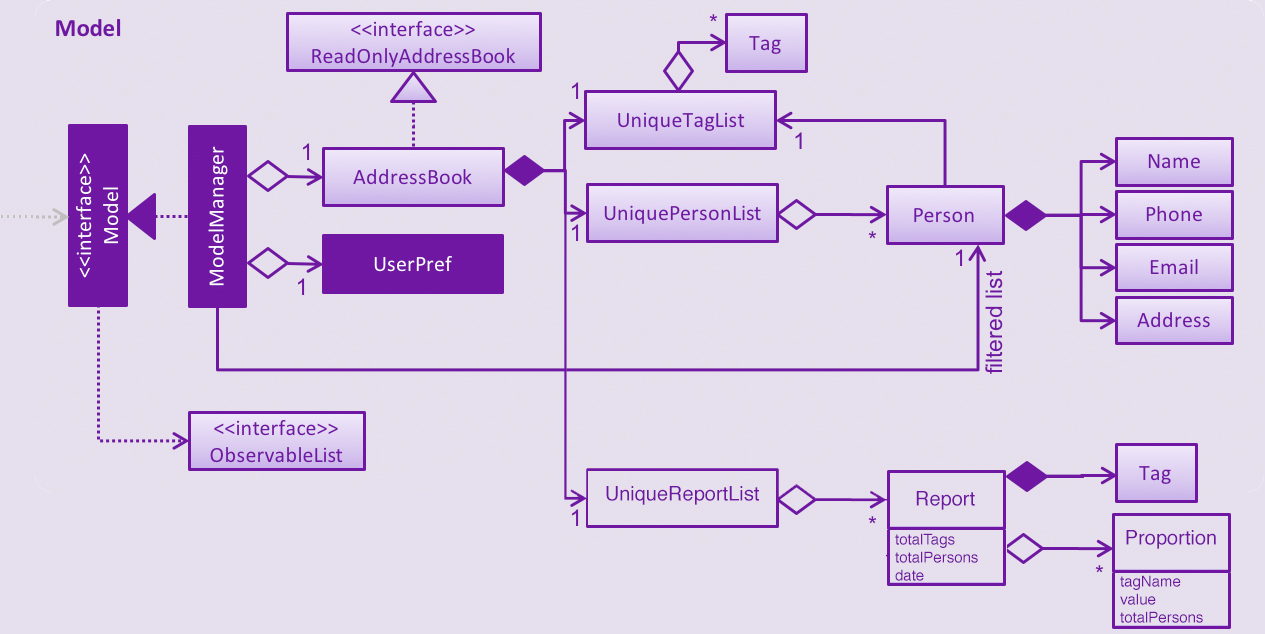 Model
<<interface>>
ReadOnlyAddressBook
*
Tag
1
UniqueTagList
1
<<interface>>
Model
ModelManager
1
AddressBook
1
UserPref
1
UniquePersonList
*
Person
1
filtered list
Name
Phone
Email
Address
<<interface>>
ObservableList
1
UniqueReportList
*
Report
totalTags
totalPersons
date
Tag
*
Proportion
tagName
value
totalPersons